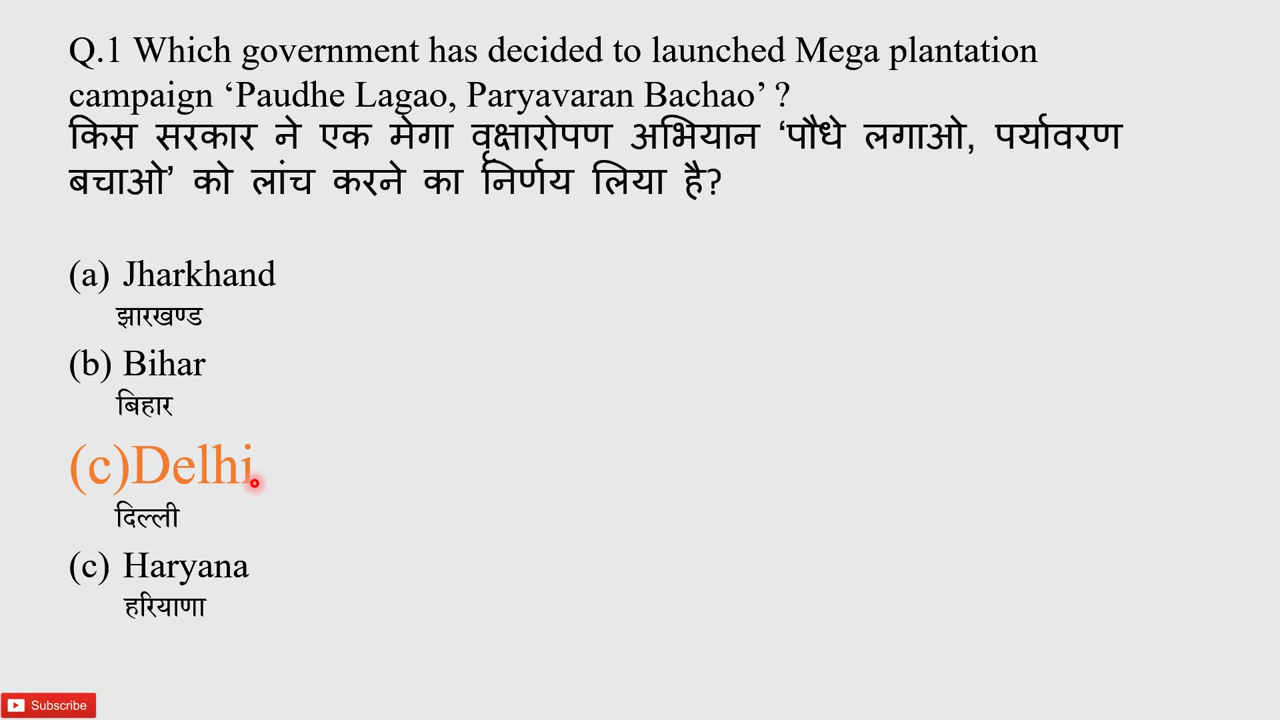 Q.1 Which government has decided to launched Mega plantation
campaign ‘Paudhe Lagao, Paryavaran Bachao’ ?
किस सरकार ने एक मेगा वृक्षारोपण अभियान ‘पौधे लगाओ, पर्यावरण
बचाओ’ को लांच करने का निर्णय लिया है?
(a) Jharkhand
झारखण्ड
(b) Bihar
बिहार
(c)Delhi
दिल्ली
(c) Haryana
हरियाणा
Subscribe